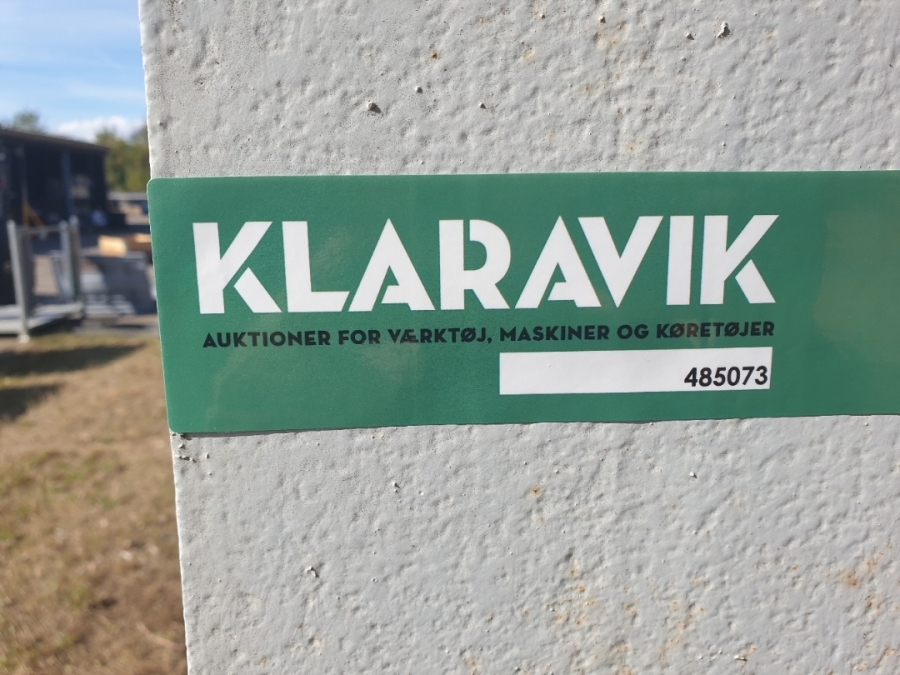 KLARAVIK
AUKTIONER FOR VÆRKTØJ, MASKINER OG KØRETØJER
485073